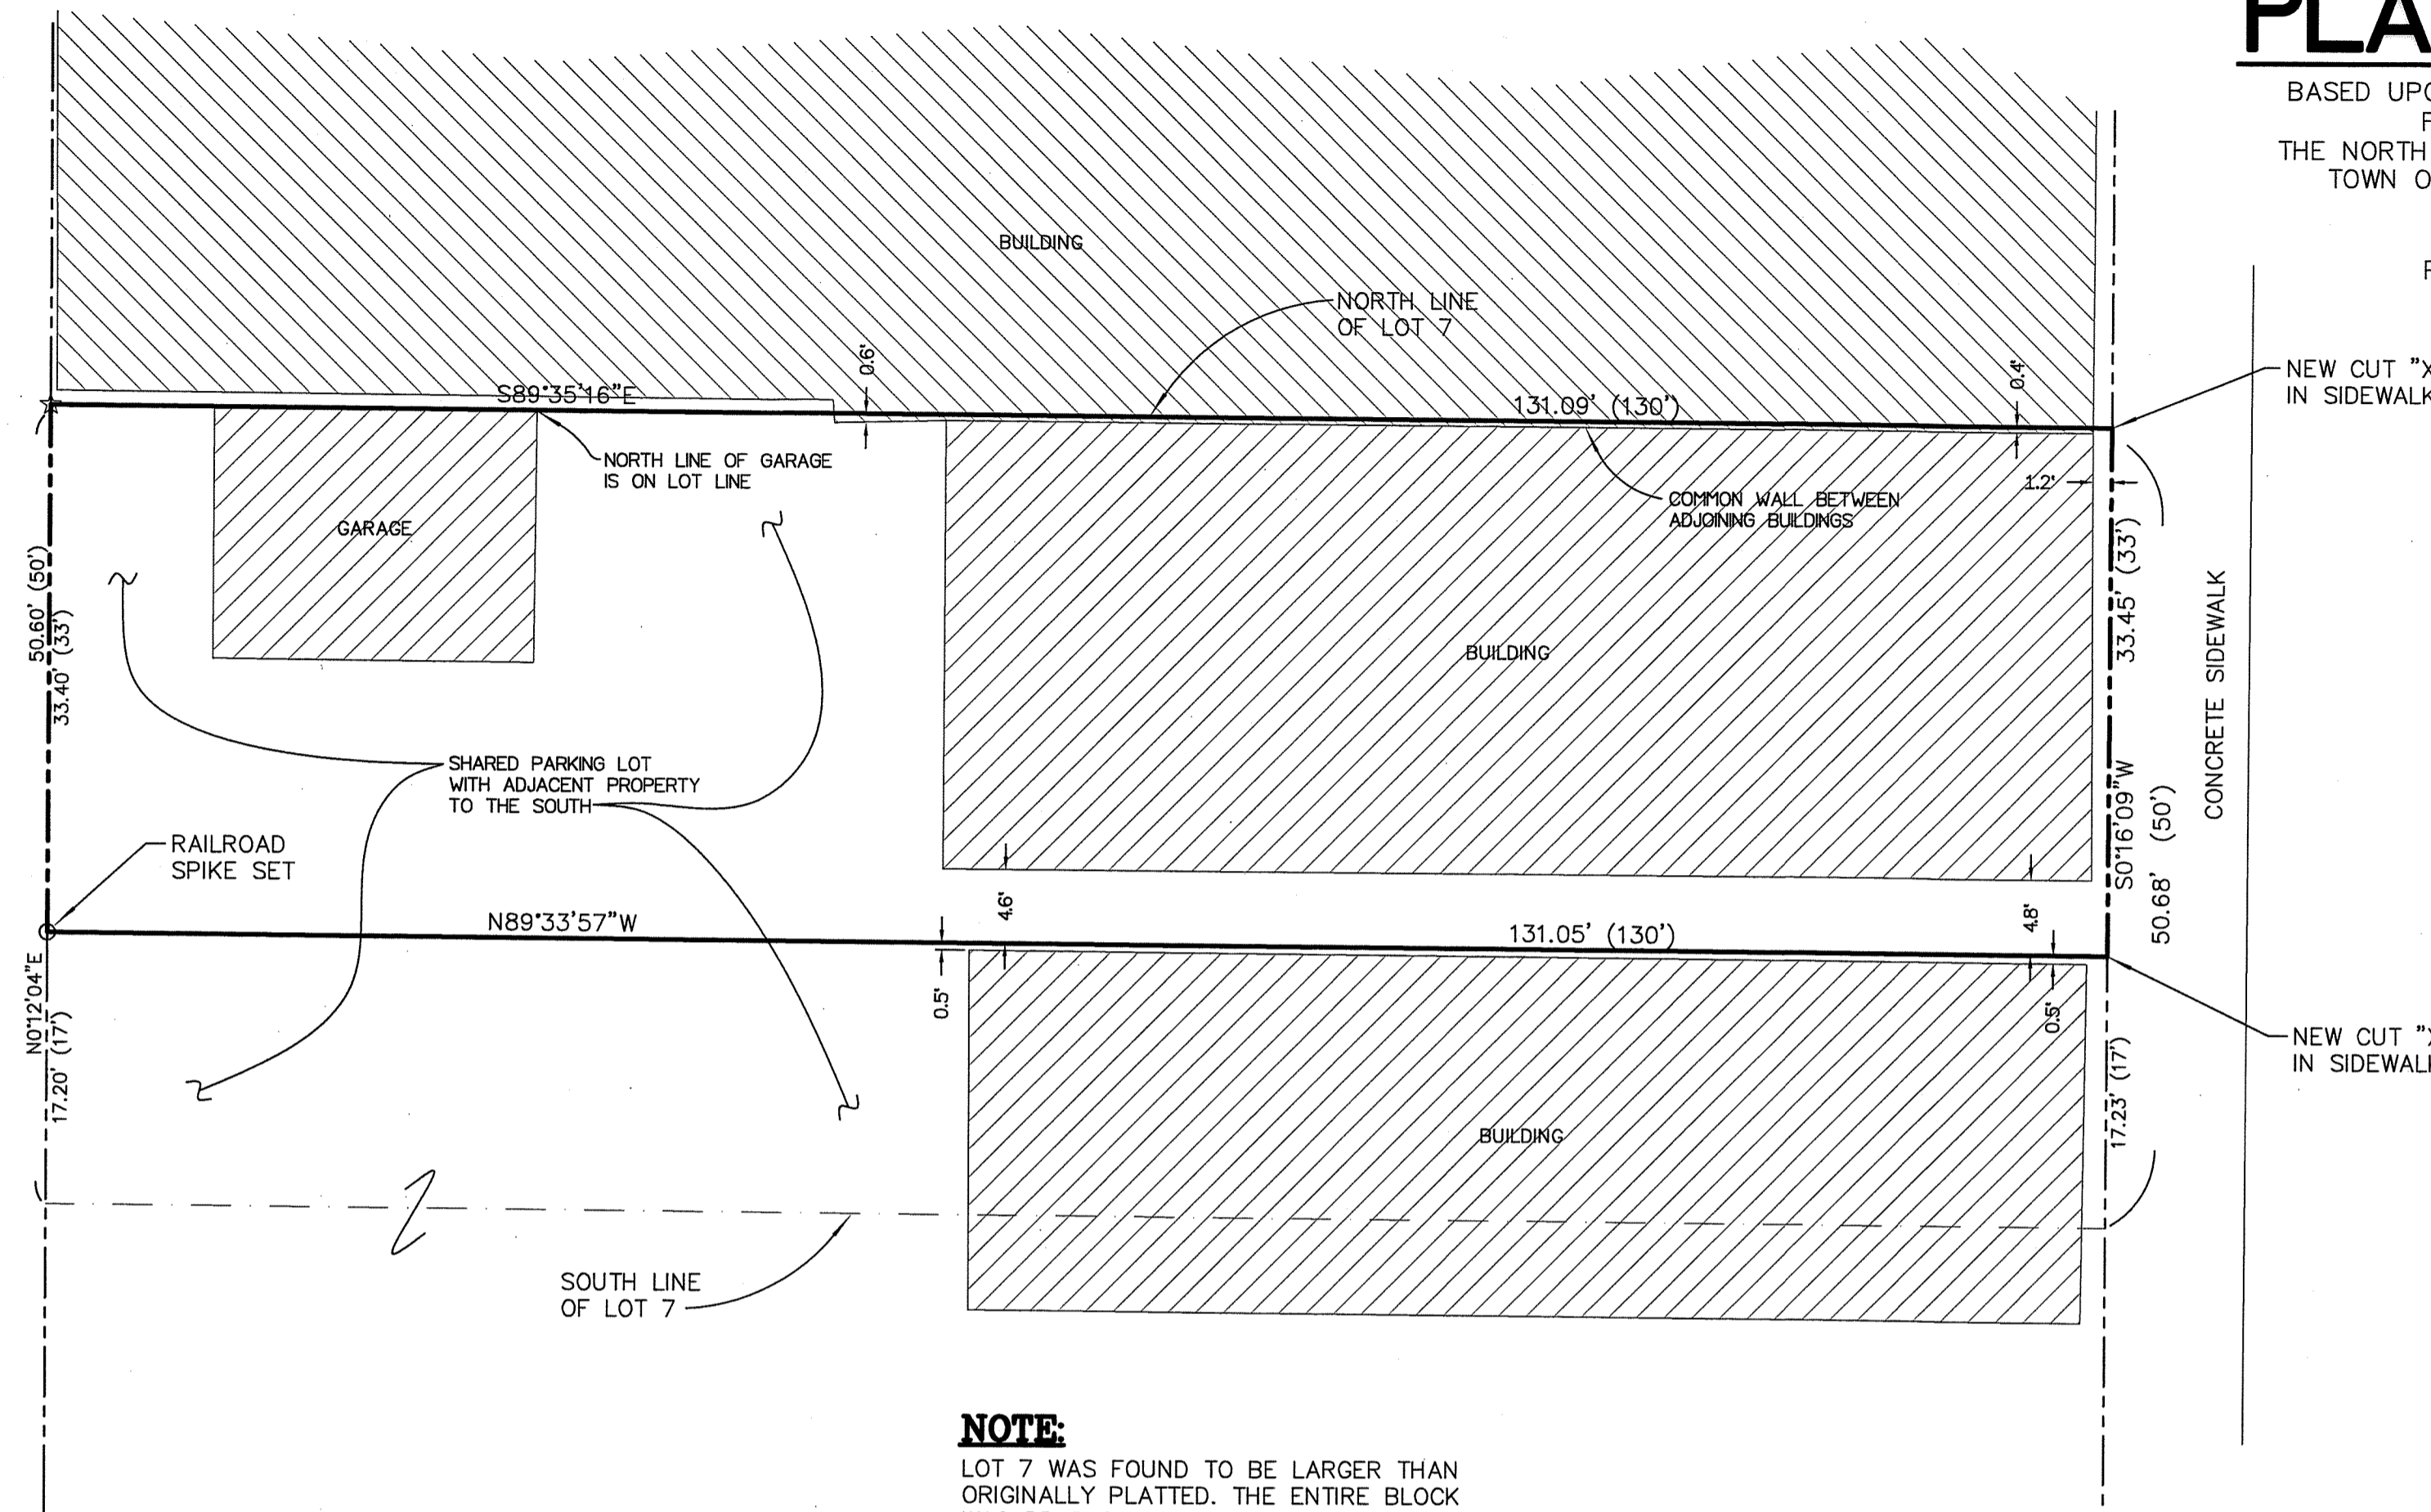 PLA
BASED UPO
F
THE NORTH
TOWN O
F
BUILDING
NORTH LINE
OF LOT 7
0.6'
0.4'
NEW CUT "X
IN SIDEWALK
S89°35'16"E
131.09' (130')
NORTH LINE OF GARAGE
IS ON LOT LINE
COMMON WALL BETWEEN
ADJOINING BUILDINGS
1.2'
GARAGE
50.60' (50')
33.40' (33')
33.45' (33')
BUILDING
CONCRETE SIDEWALK
SHARED PARKING LOT
WITH ADJACENT PROPERTY
TO THE SOUTH
S0°16'09"W
50.68' (50')
RAILROAD
SPIKE SET
4.6'
4.8'
N89°33'57"W
131.05' (130')
N0°12'04"E
17.20' (17')
0.5'
0.5'
NEW CUT "X
IN SIDEWALK
17.23' (17')
BUILDING
SOUTH LINE
OF LOT 7
NOTE:
LOT 7 WAS FOUND TO BE LARGER THAN
ORIGINALLY PLATTED. THE ENTIRE BLOCK